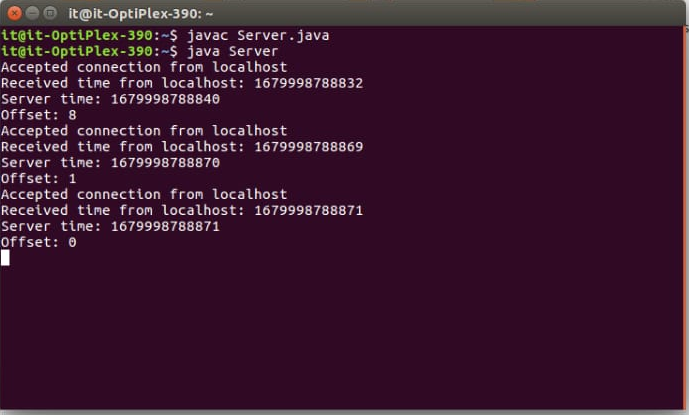 it@it-OptiPlex-390: ~
it@it-OptiPlex-390:~$ javac Server.java
it@it-OptiPlex-390:~$ java Server
Accepted connection from localhost
Received time from localhost: 1679998788832
Server time: 1679998788840
Offset: 8
Accepted connection from localhost
Received time from localhost: 1679998788869
Server time: 1679998788870
Offset: 1
Accepted connection from localhost
Received time from localhost: 1679998788871
Server time: 1679998788871
Offset: 0